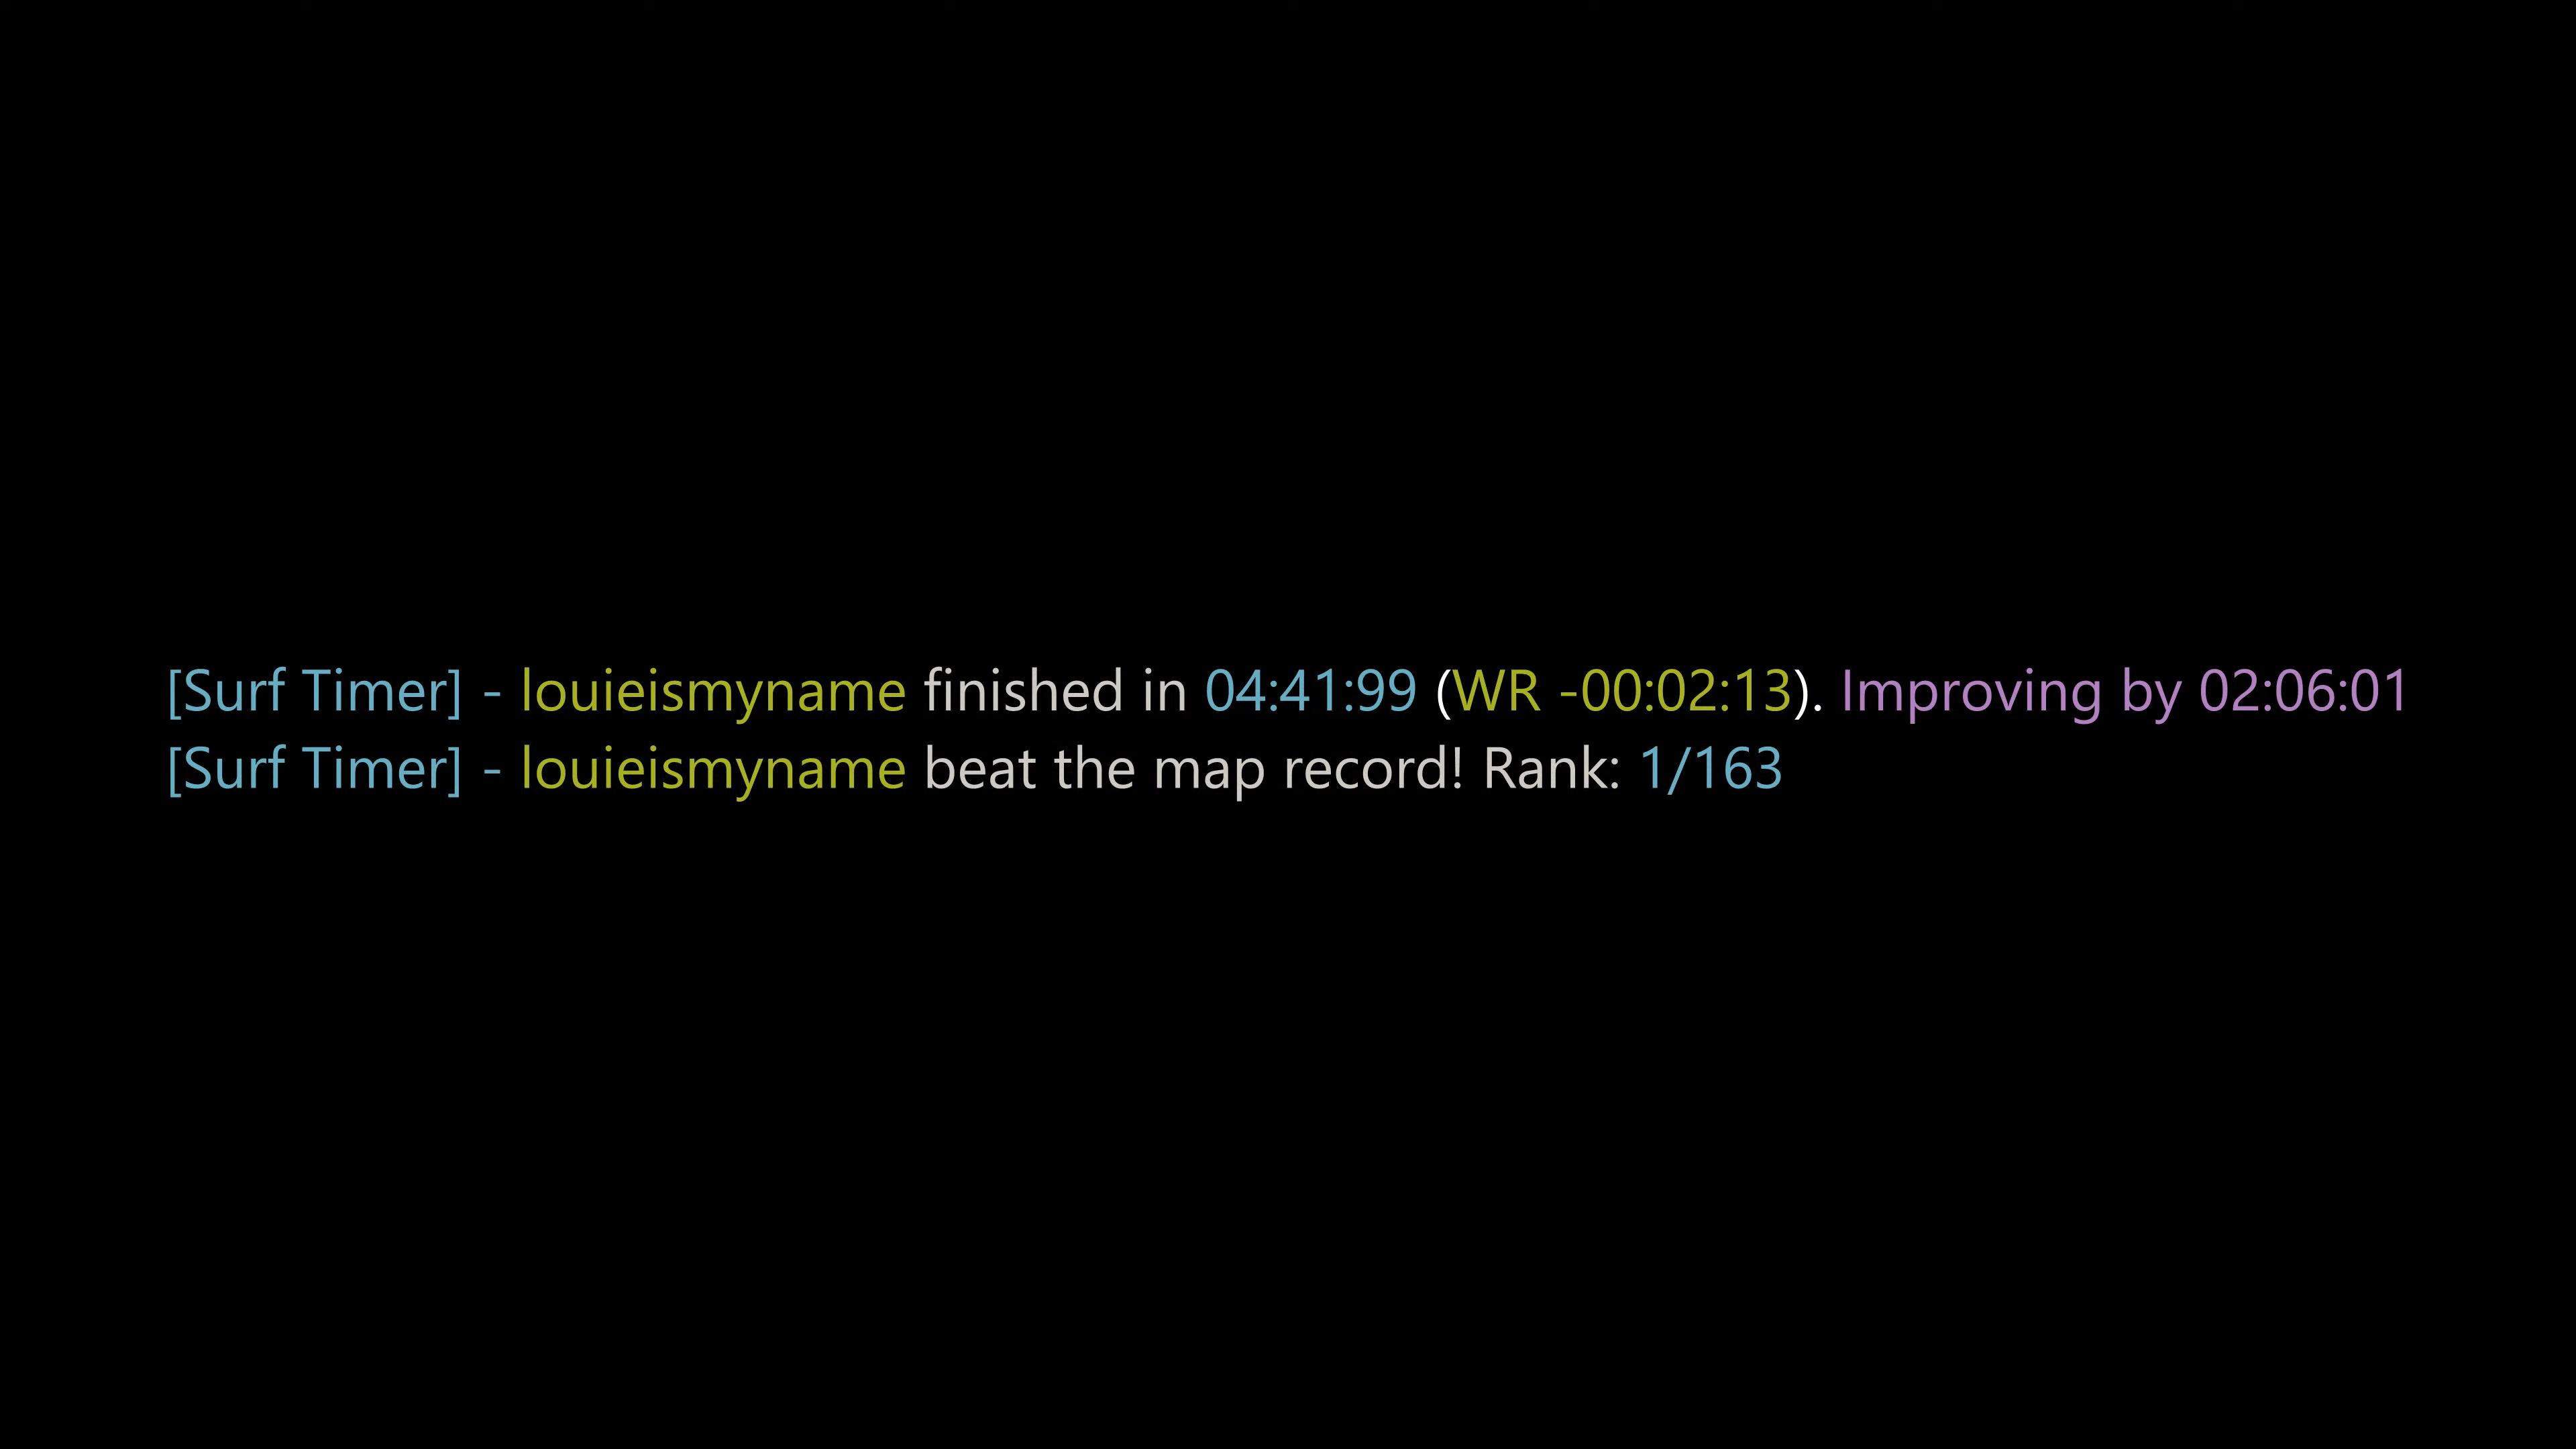 [Surf Timer] - louieismyname finished in 04:41:99 (WR -00:02:13). Improving by 02:06:01
[Surf Timer] - louieismyname beat the map record! Rank: 1/163